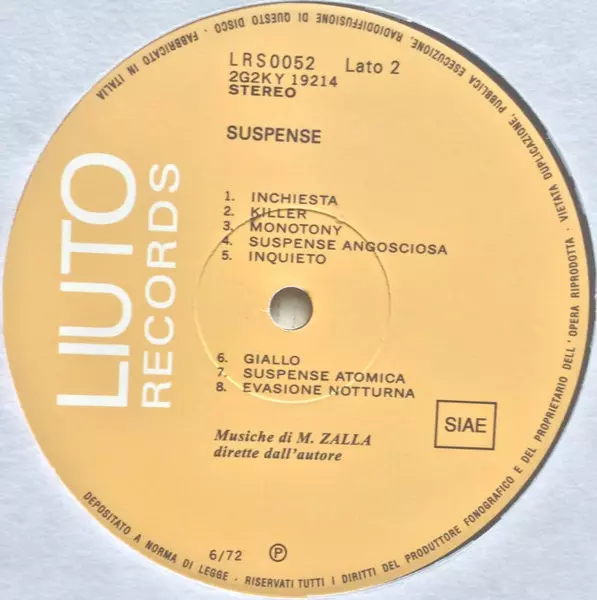 LIUTO
RECORDS
LRS0052 Lato 2
2G2KY 19214
STEREO
SUSPENSE
1. INCHIESTA
2. KILLER
3. MONOTONY
4. SUSPENSE ANGOSCIOSA
5. INQUIETO
6. GIALLO
7. SUSPENSE ATOMICA
8. EVASIONE NOTTURNA
Musiche di M. ZALLA
dirette dall'autore
SIAE
6/72 Ⓟ
DEPOSITATO A NORMA DI LEGGE - RISERVATI TUTTI I DIRITTI DEL PRODUTTORE FONOGRAFICO E DEL PROPRIETARIO DELL'OPERA RIPRODOTTA - VIETATA DUPLICAZIONE, PUBBLICA ESECUZIONE, RADIODIFFUSIONE DI QUESTO DISCO - FABBRICATO IN ITALIA